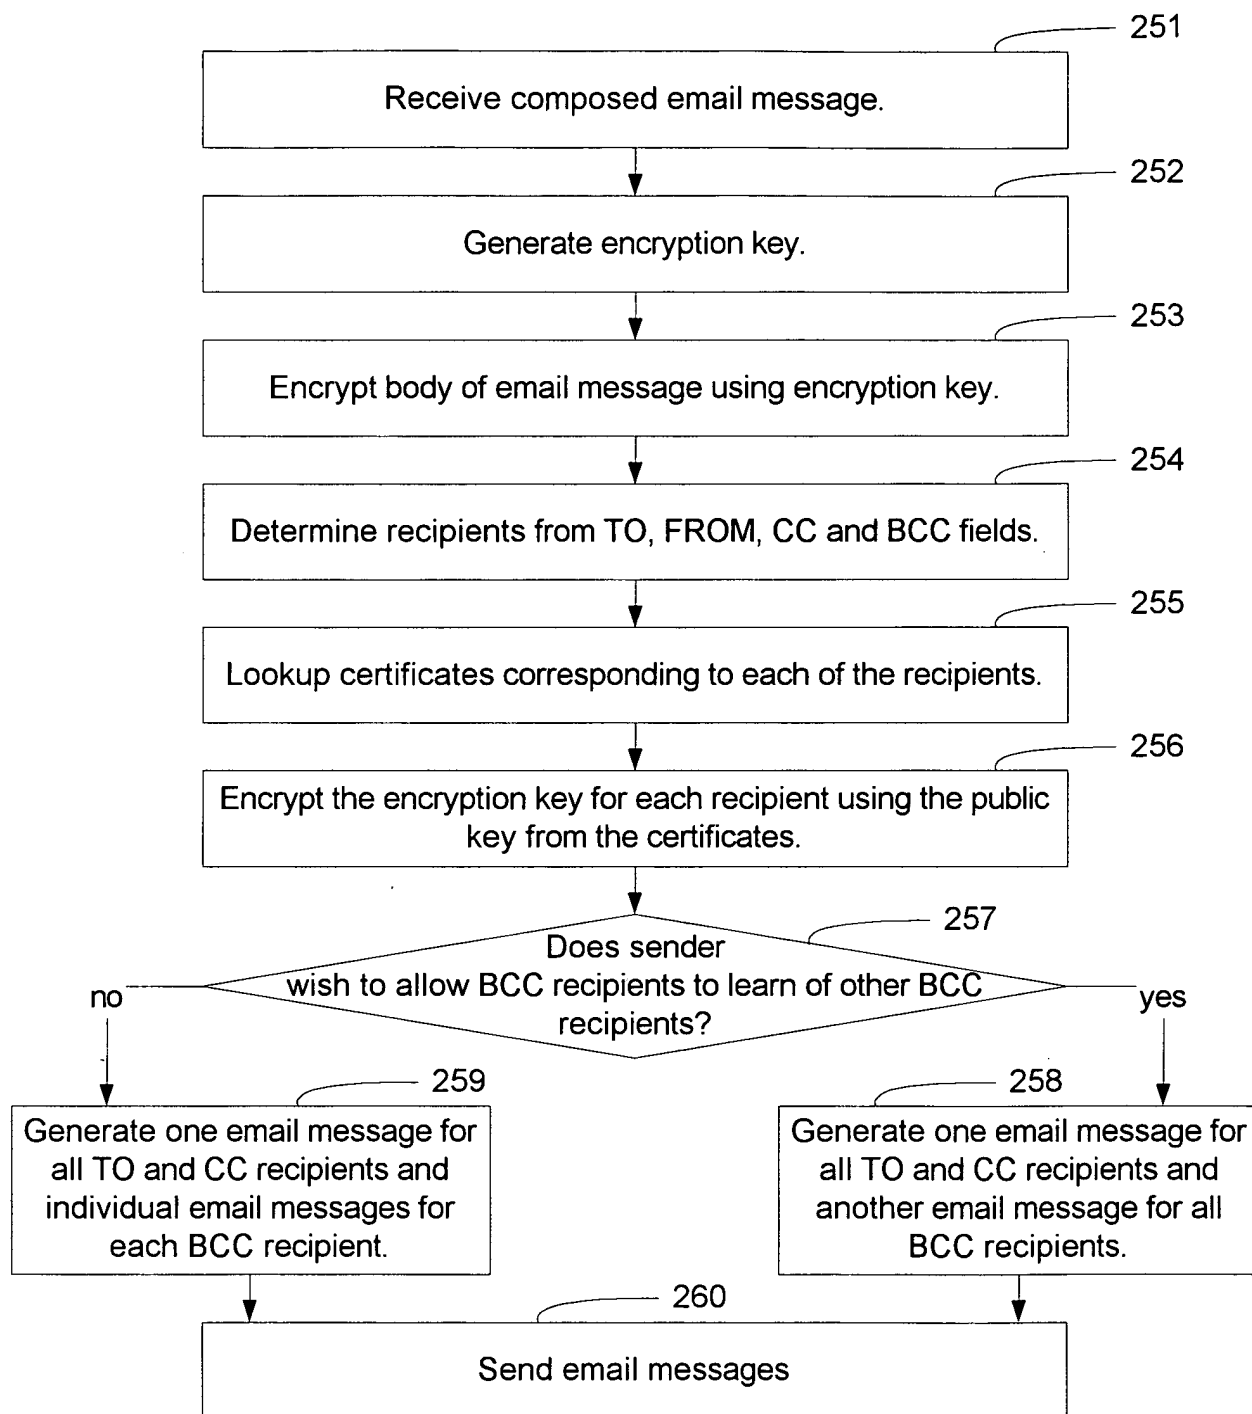 251
Receive composed email message.
252
Generate encryption key.
253
Encrypt body of email message using encryption key.
254
Determine recipients from TO, FROM, CC and BCC fields.
255
Lookup certificates corresponding to each of the recipients.
256
Encrypt the encryption key for each recipient using the public
key from the certificates.
257
Does sender
wish to allow BCC recipients to learn of other BCC
recipients?
no
yes
259
Generate one email message for
all TO and CC recipients and
individual email messages for
each BCC recipient.
258
Generate one email message for
all TO and CC recipients and
another email message for all
BCC recipients.
260
Send email messages